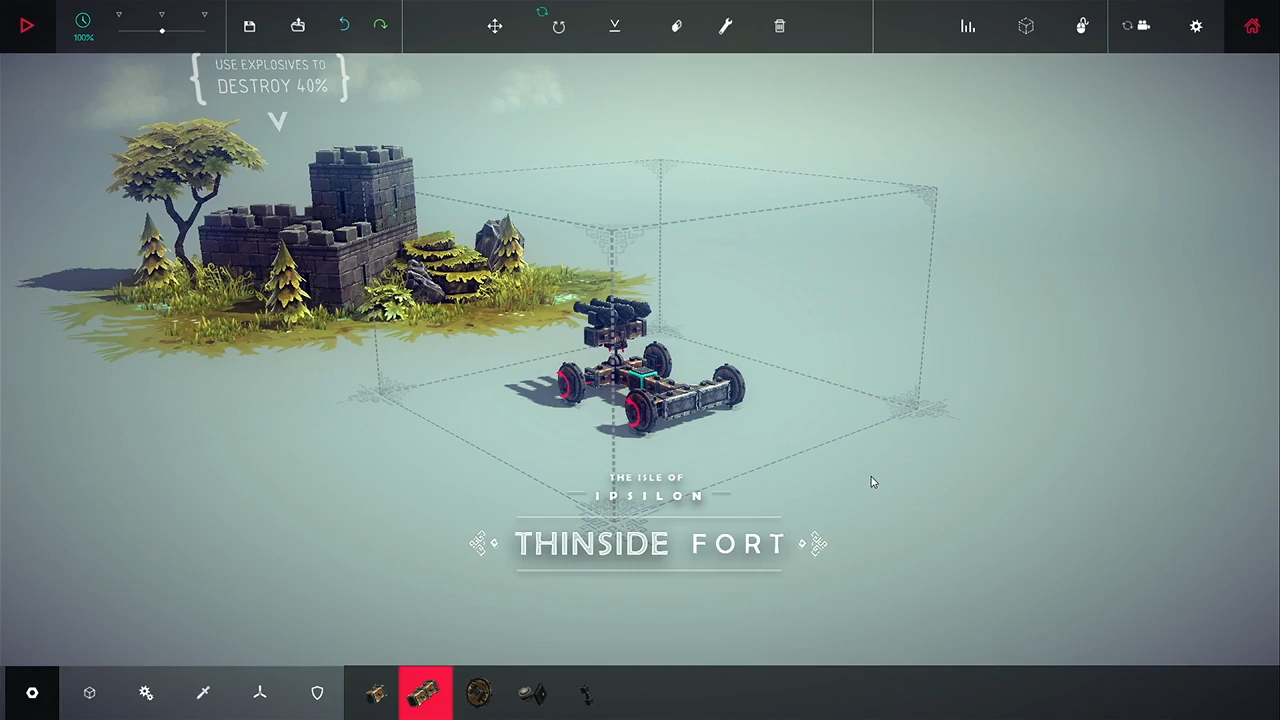 100%
USE EXPLOSIVES TO
DESTROY 40%
THE ISLE OF
IPSILON
THINSIDE FORT